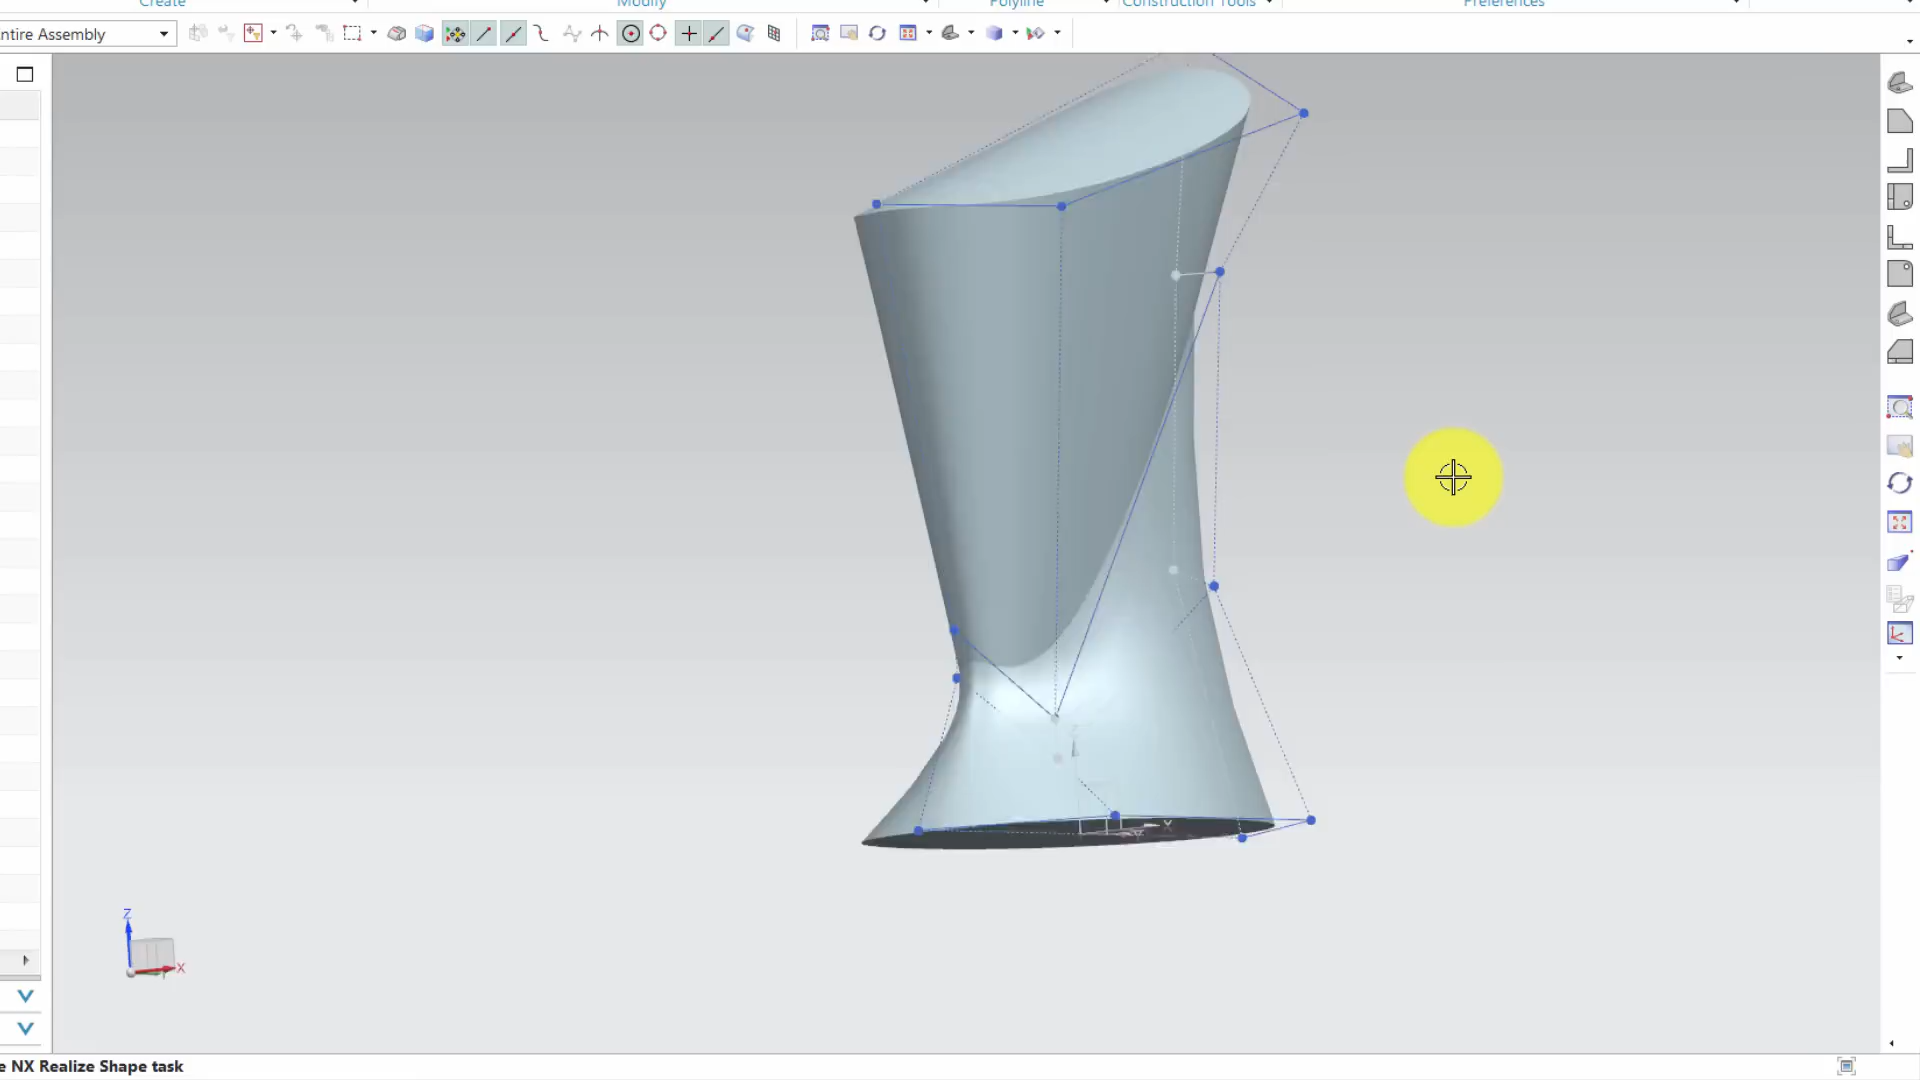 Create
Modify
Polyline
Construction Tools
Preferences
ntire Assembly
X
Z
X
e NX Realize Shape task